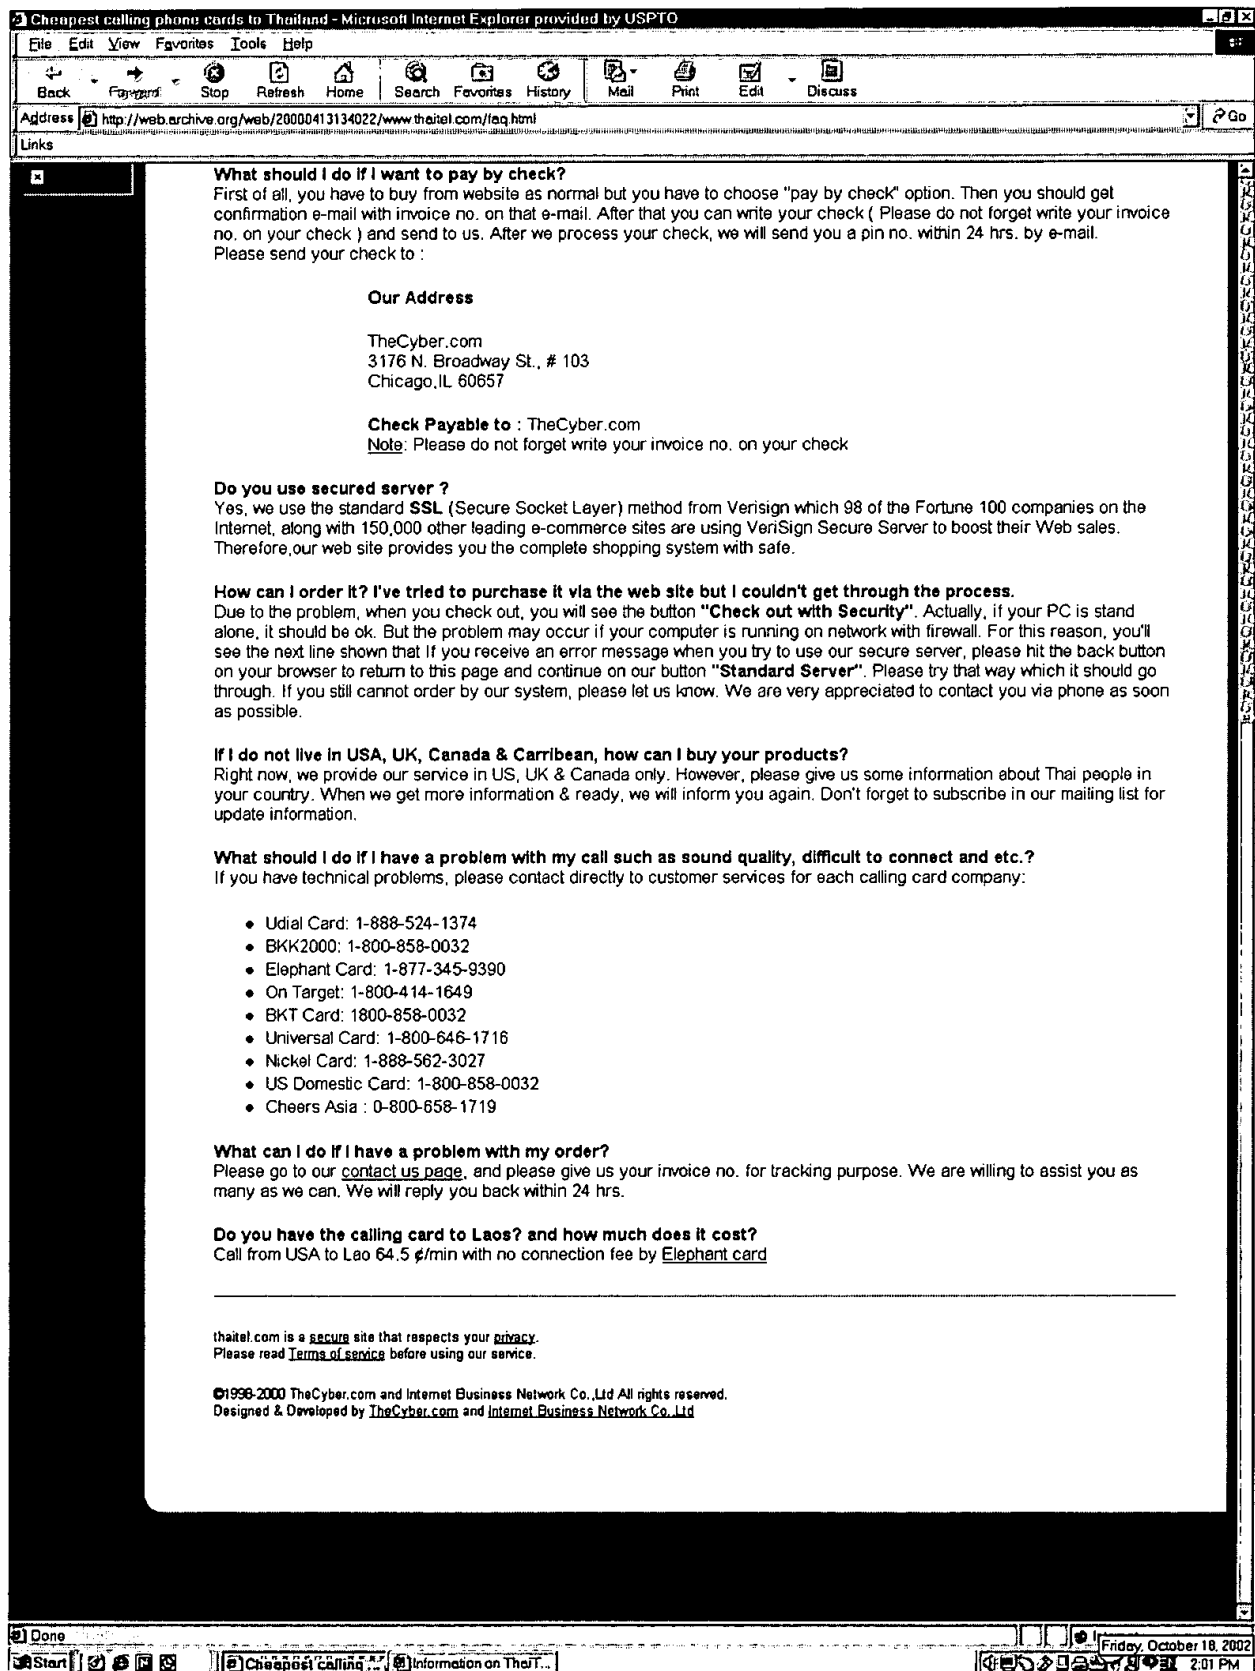 Cheapest calling phone cards to Thailand - Microsoft Internet Explorer provided by USPTO
File Edit View Favorites Tools Help
Back Forward Stop Refresh Home Search Favorites History Mail Print Edit Discuss
Address http://web.archive.org/web/20000413134022/www.thaitel.com/faq.html Go
Links
What should I do if I want to pay by check?
First of all, you have to buy from website as normal but you have to choose "pay by check" option. Then you should get
confirmation e-mail with invoice no. on that e-mail. After that you can write your check ( Please do not forget write your invoice
no. on your check ) and send to us. After we process your check, we will send you a pin no. within 24 hrs. by e-mail.
Please send your check to :
Our Address
TheCyber.com
3176 N. Broadway St., # 103
Chicago,IL 60657
Check Payable to : TheCyber.com
Note: Please do not forget write your invoice no. on your check
Do you use secured server ?
Yes, we use the standard SSL (Secure Socket Layer) method from Verisign which 98 of the Fortune 100 companies on the
Internet, along with 150,000 other leading e-commerce sites are using VeriSign Secure Server to boost their Web sales.
Therefore,our web site provides you the complete shopping system with safe.
How can I order it? I've tried to purchase it via the web site but I couldn't get through the process.
Due to the problem, when you check out, you will see the button "Check out with Security". Actually, if your PC is stand
alone, it should be ok. But the problem may occur if your computer is running on network with firewall. For this reason, you'll
see the next line shown that If you receive an error message when you try to use our secure server, please hit the back button
on your browser to return to this page and continue on our button "Standard Server". Please try that way which it should go
through. If you still cannot order by our system, please let us know. We are very appreciated to contact you via phone as soon
as possible.
If I do not live in USA, UK, Canada & Carribean, how can I buy your products?
Right now, we provide our service in US, UK & Canada only. However, please give us some information about Thai people in
your country. When we get more information & ready, we will inform you again. Don't forget to subscribe in our mailing list for
update information.
What should I do if I have a problem with my call such as sound quality, difficult to connect and etc.?
If you have technical problems, please contact directly to customer services for each calling card company:
• Udial Card: 1-888-524-1374
• BKK2000: 1-800-858-0032
• Elephant Card: 1-877-345-9390
• On Target: 1-800-414-1649
• BKT Card: 1800-858-0032
• Universal Card: 1-800-646-1716
• Nickel Card: 1-888-562-3027
• US Domestic Card: 1-800-858-0032
• Cheers Asia : 0-800-658-1719
What can I do if I have a problem with my order?
Please go to our contact us page, and please give us your invoice no. for tracking purpose. We are willing to assist you as
many as we can. We will reply you back within 24 hrs.
Do you have the calling card to Laos? and how much does it cost?
Call from USA to Lao 64.5 ¢/min with no connection fee by Elephant card
thaitel.com is a secure site that respects your privacy.
Please read Terms of service before using our service.
©1998-2000 TheCyber.com and Internet Business Network Co.,Ltd All rights reserved.
Designed & Developed by TheCyber.com and Internet Business Network Co.,Ltd
Done
Friday, October 18, 2002
Start Cheapest calling ... Information on ThaiT... 2:01 PM